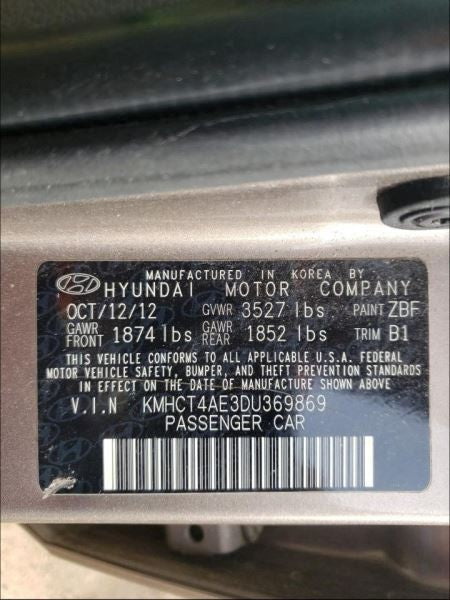 MANUFACTURED IN KOREA BY
HYUNDAI MOTOR COMPANY
OCT/12/12 GVWR 3527 lbs PAINT ZBF
GAWR FRONT 1874 lbs GAWR REAR 1852 lbs TRIM B1
THIS VEHICLE CONFORMS TO ALL APPLICABLE U.S.A. FEDERAL
MOTOR VEHICLE SAFETY, BUMPER, AND THEFT PREVENTION STANDARDS
IN EFFECT ON THE DATE OF MANUFACTURE SHOWN ABOVE.
V.I.N KMHCT4AE3DU369869
PASSENGER CAR